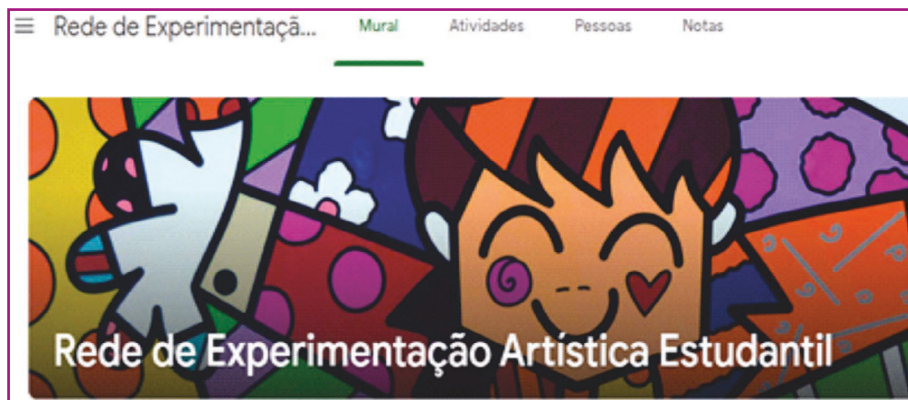 Rede de Experimentaçã... Mural Atividades Pessoas Notas
Rede de Experimentação Artística Estudantil